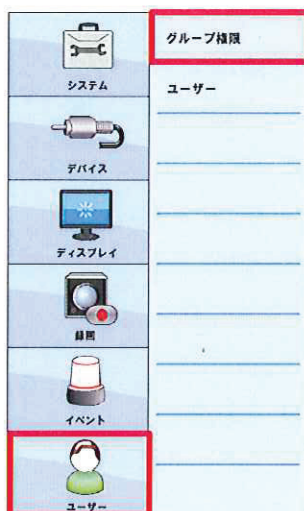 グループ権限
ユーザー
システム
デバイス
ディスプレイ
録画
イベント
ユーザー